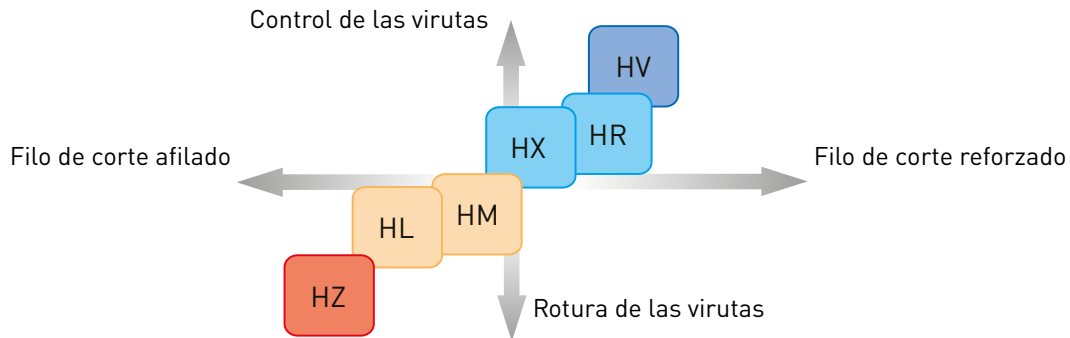 Control de las virutas
HV
HR
HX
Filo de corte afilado
Filo de corte reforzado
HM
HL
HZ
Rotura de las virutas